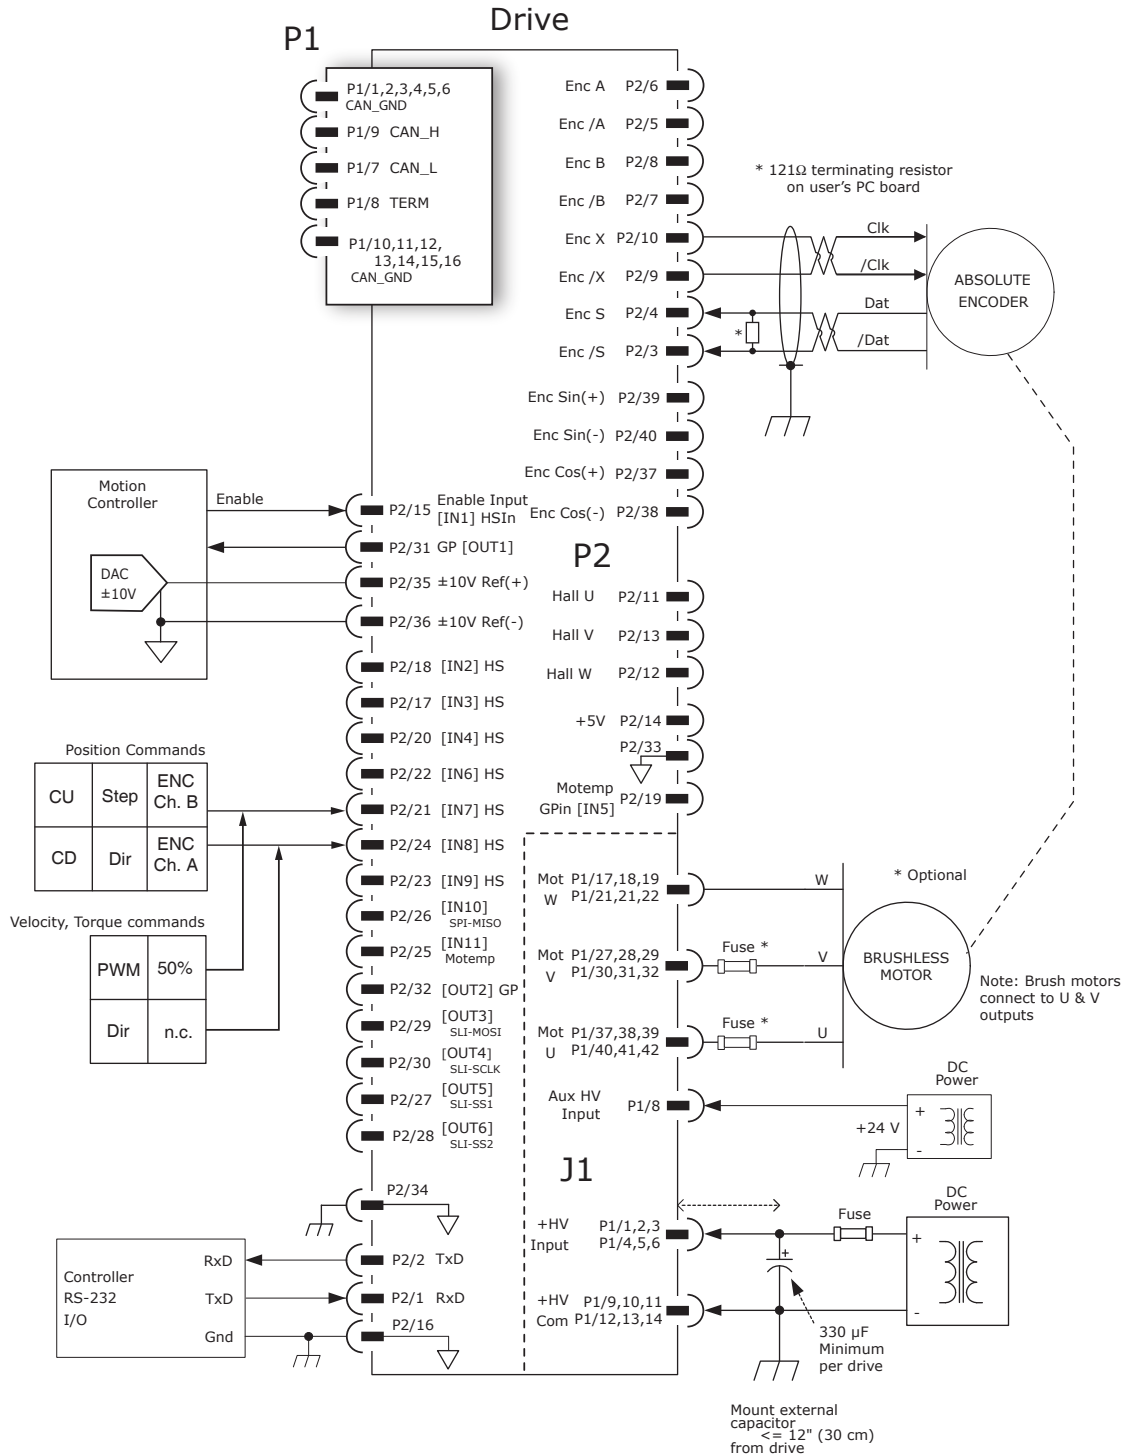 Drive
P1
P1/1,2,3,4,5,6
CAN_GND
P1/9 CAN_H
P1/7 CAN_L
P1/8 TERM
P1/10,11,12,
13,14,15,16
CAN_GND
Enc A P2/6
Enc /A P2/5
Enc B P2/8
Enc /B P2/7
Enc X P2/10
Enc /X P2/9
Enc S P2/4
Enc /S P2/3
Enc Sin(+) P2/39
Enc Sin(-) P2/40
Enc Cos(+) P2/37
Enc Cos(-) P2/38
* 121Ω terminating resistor
on user's PC board
Clk
/Clk
Dat
/Dat
*
ABSOLUTE
ENCODER
Motion
Controller
Enable
DAC
±10V
P2/15 Enable Input
[IN1] HSIn
P2/31 GP [OUT1]
P2/35 ±10V Ref(+)
P2/36 ±10V Ref(-)
P2/18 [IN2] HS
P2/17 [IN3] HS
P2/20 [IN4] HS
P2/22 [IN6] HS
P2/21 [IN7] HS
P2/24 [IN8] HS
P2/23 [IN9] HS
P2/26 [IN10]
SPI-MISO
P2/25 [IN11]
Motemp
P2/32 [OUT2] GP
P2/29 [OUT3]
SLI-MOSI
P2/30 [OUT4]
SLI-SCLK
P2/27 [OUT5]
SLI-SS1
P2/28 [OUT6]
SLI-SS2
P2/34
P2/2 TxD
P2/1 RxD
P2/16
Position Commands
CU Step ENC
Ch. B
CD Dir ENC
Ch. A
Velocity, Torque commands
PWM 50%
Dir n.c.
Controller
RS-232
I/O
RxD
TxD
Gnd
P2
Hall U P2/11
Hall V P2/13
Hall W P2/12
+5V P2/14
P2/33
Motemp
GPin [IN5] P2/19
Mot P1/17,18,19
W P1/21,21,22
Mot P1/27,28,29
V P1/30,31,32
Mot P1/37,38,39
U P1/40,41,42
Aux HV
Input P1/8
J1
+HV P1/1,2,3
Input P1/4,5,6
+HV P1/9,10,11
Com P1/12,13,14
W
Fuse *
V
Fuse *
U
* Optional
BRUSHLESS
MOTOR
Note: Brush motors
connect to U & V
outputs
DC
Power
+
+24 V
-
DC
Power
Fuse
+
+
-
330 µF
Minimum
per drive
Mount external
capacitor
<= 12" (30 cm)
from drive